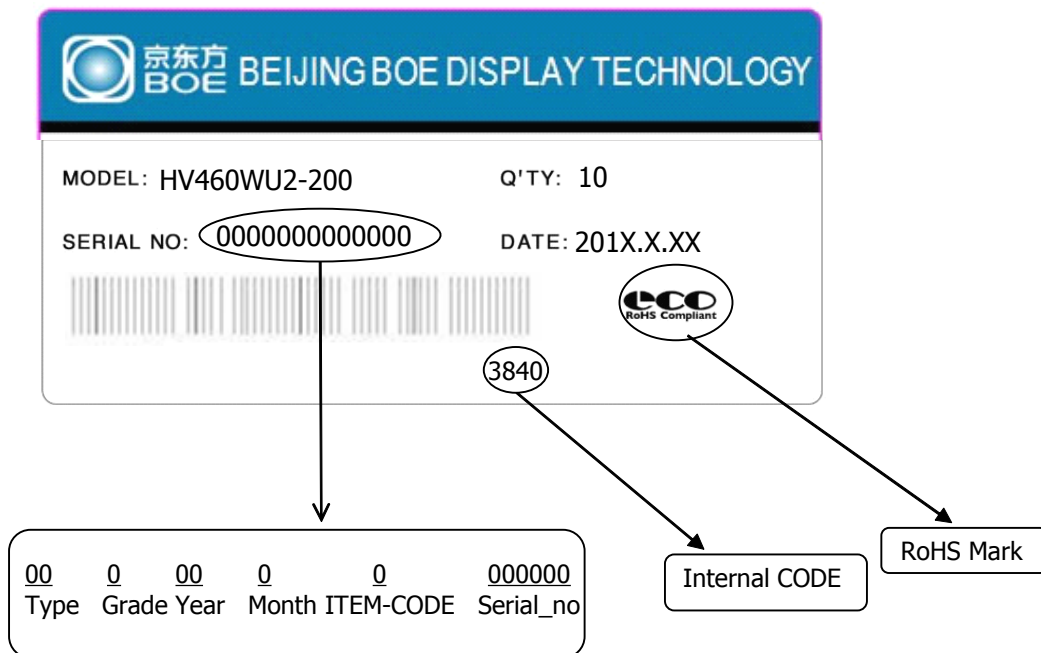 京东方
BOE BEIJING BOE DISPLAY TECHNOLOGY
MODEL: HV460WU2-200 Q'TY: 10
SERIAL NO: 0000000000000 DATE: 201X.X.XX
eco
RoHS Compliant
3840
00 0 00 0 0 000000
Type Grade Year Month ITEM-CODE Serial_no
Internal CODE
RoHS Mark